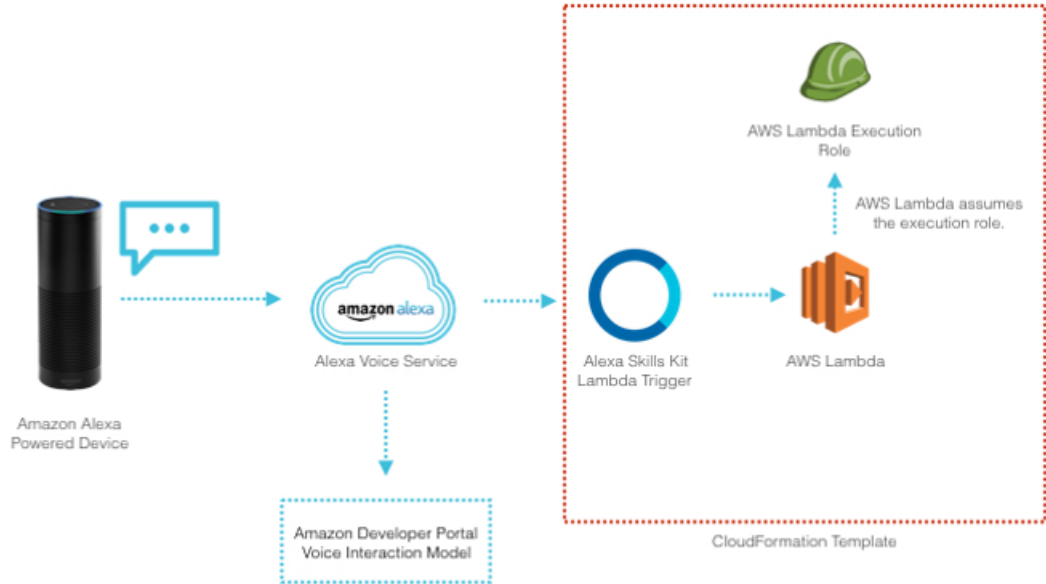 AWS Lambda Execution
Role
AWS Lambda assumes
the execution role.
amazon alexa
Alexa Voice Service
Alexa Skills Kit
Lambda Trigger
AWS Lambda
Amazon Alexa
Powered Device
Amazon Developer Portal
Voice Interaction Model
CloudFormation Template